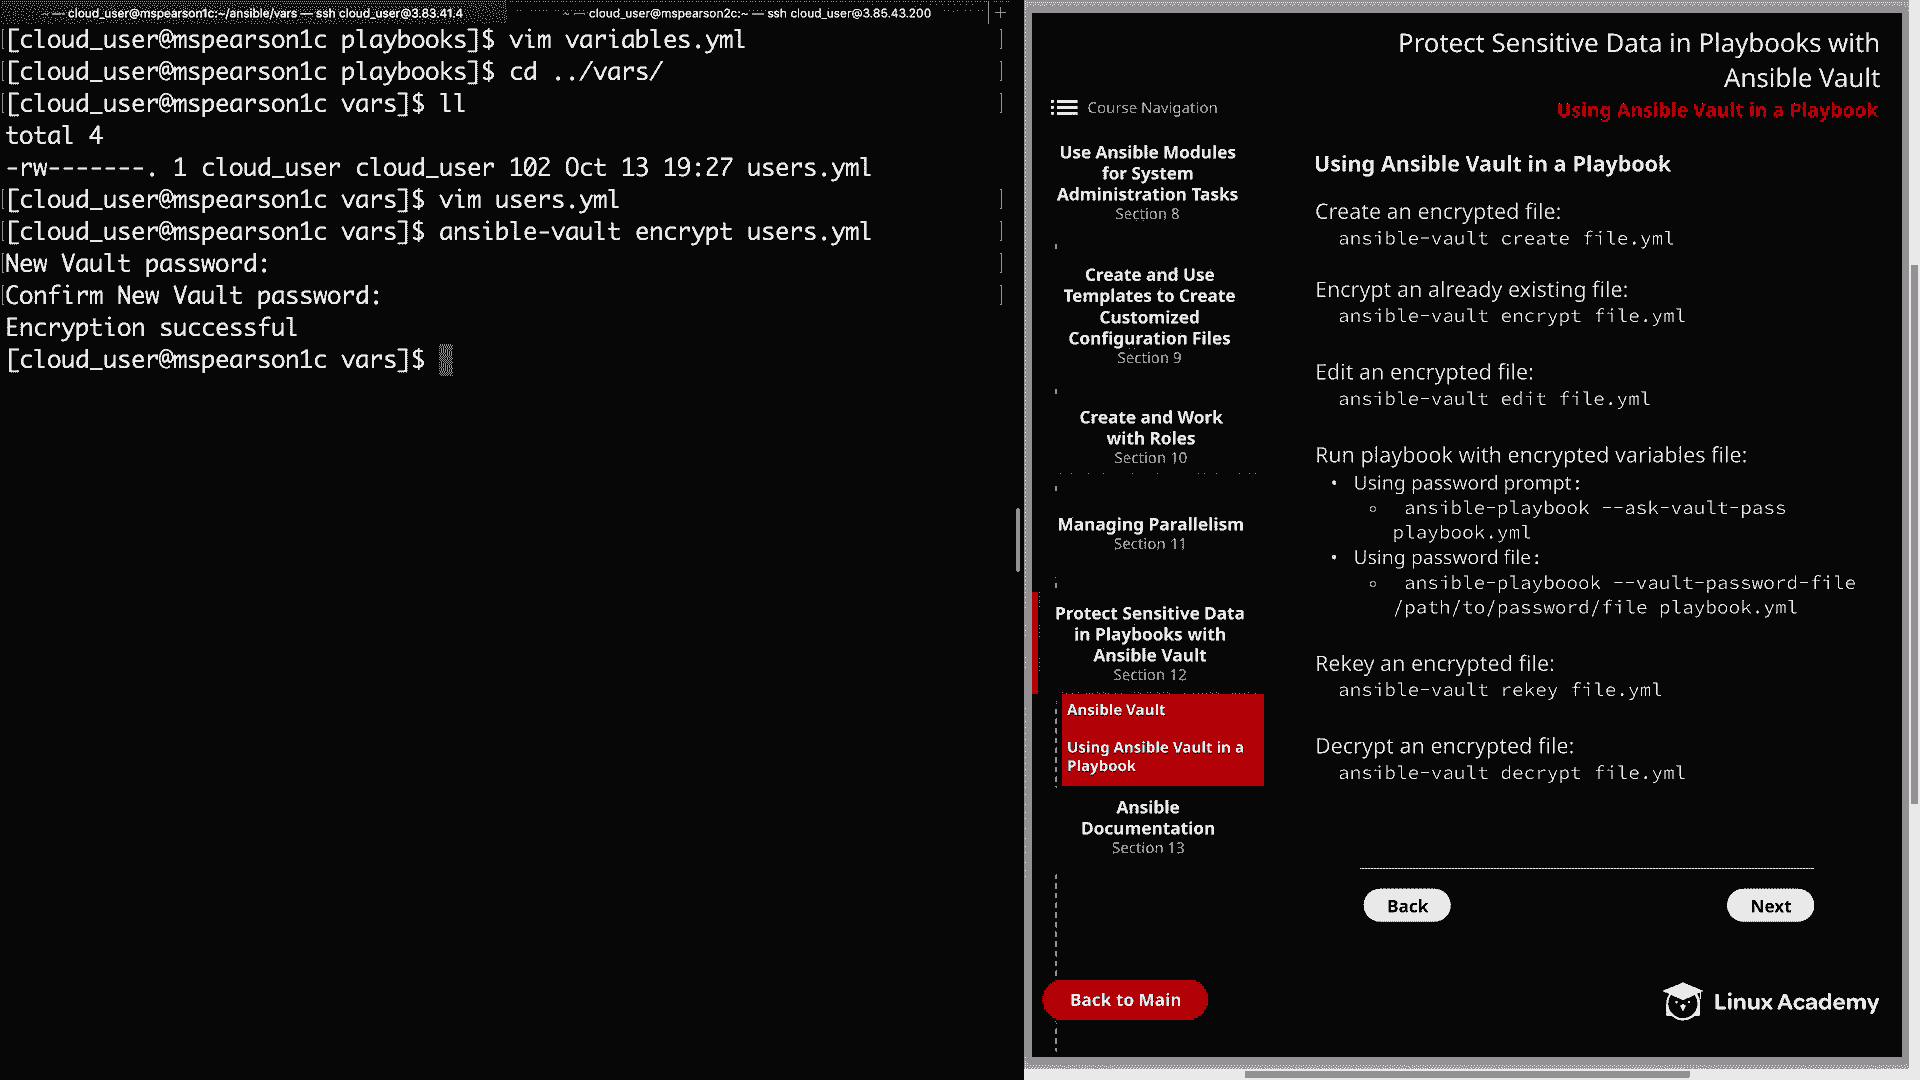 cloud_user@mspearson1c:~/ansible/vars — ssh cloud_user@3.83.41.4
cloud_user@mspearson2c:~ — ssh cloud_user@3.85.43.200
[cloud_user@mspearson1c playbooks]$ vim variables.yml
[cloud_user@mspearson1c playbooks]$ cd ../vars/
[cloud_user@mspearson1c vars]$ ll
total 4
-rw-------. 1 cloud_user cloud_user 102 Oct 13 19:27 users.yml
[cloud_user@mspearson1c vars]$ vim users.yml
[cloud_user@mspearson1c vars]$ ansible-vault encrypt users.yml
New Vault password:
Confirm New Vault password:
Encryption successful
[cloud_user@mspearson1c vars]$
Protect Sensitive Data in Playbooks with
Ansible Vault
Using Ansible Vault in a Playbook
Course Navigation
Use Ansible Modules
for System
Administration Tasks
Section 8
Create and Use
Templates to Create
Customized
Configuration Files
Section 9
Create and Work
with Roles
Section 10
Managing Parallelism
Section 11
Protect Sensitive Data
in Playbooks with
Ansible Vault
Section 12
Ansible Vault
Using Ansible Vault in a
Playbook
Ansible
Documentation
Section 13
Back to Main
Using Ansible Vault in a Playbook
Create an encrypted file:
ansible-vault create file.yml
Encrypt an already existing file:
ansible-vault encrypt file.yml
Edit an encrypted file:
ansible-vault edit file.yml
Run playbook with encrypted variables file:
• Using password prompt:
○ ansible-playbook --ask-vault-pass
playbook.yml
• Using password file:
○ ansible-playboook --vault-password-file
/path/to/password/file playbook.yml
Rekey an encrypted file:
ansible-vault rekey file.yml
Decrypt an encrypted file:
ansible-vault decrypt file.yml
Back
Next
Linux Academy